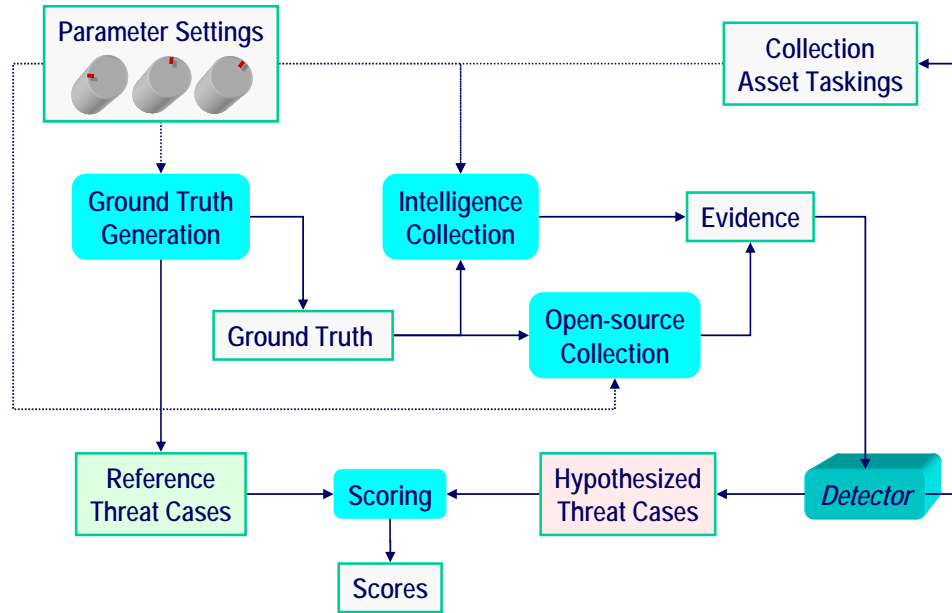 Parameter Settings
Collection
Asset Taskings
Ground Truth
Generation
Intelligence
Collection
Evidence
Ground Truth
Open-source
Collection
Reference
Threat Cases
Scoring
Hypothesized
Threat Cases
Detector
Scores